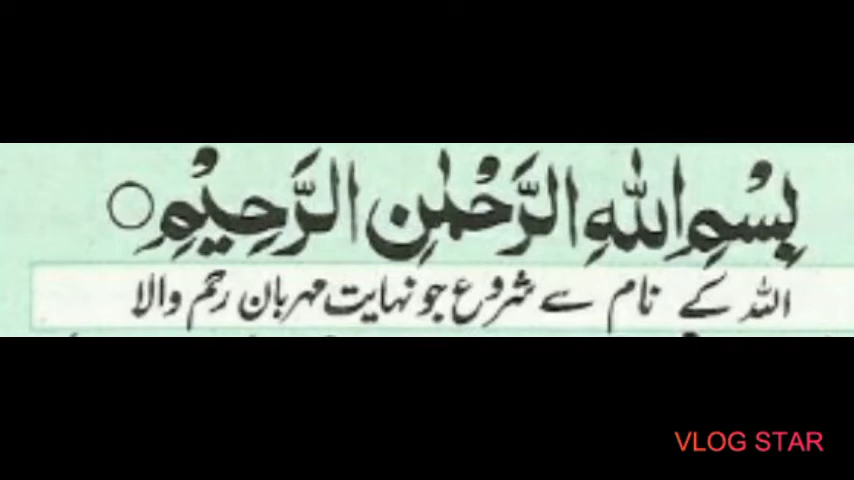 بِسْمِ اللّٰهِ الرَّحْمٰنِ الرَّحِيْمِ ○
اللہ کے نام سے شروع جو نہایت مہربان رحم والا
VLOG STAR